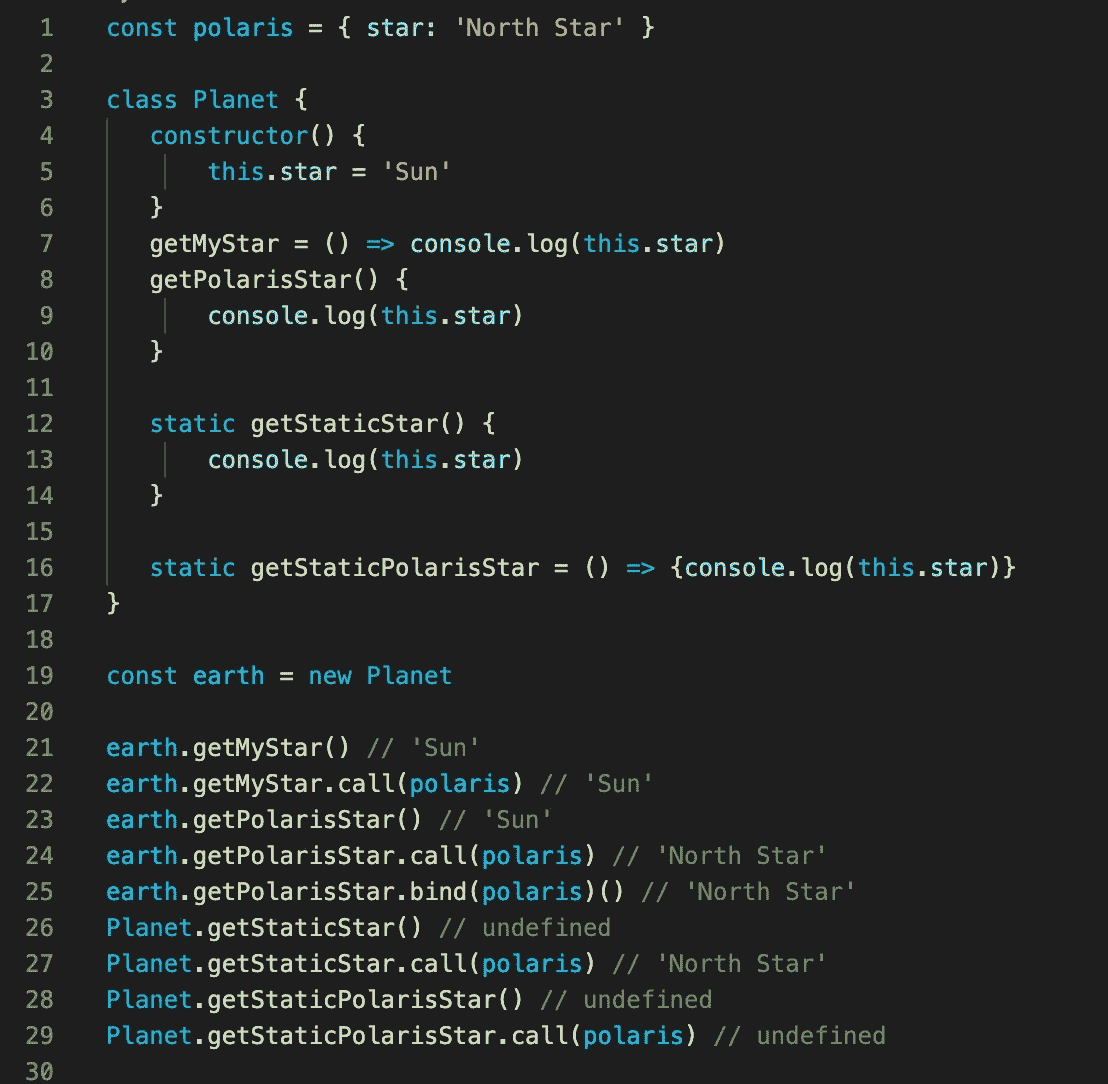 1 const polaris = { star: 'North Star' }
2
3 class Planet {
4 constructor() {
5 this.star = 'Sun'
6 }
7 getMyStar = () => console.log(this.star)
8 getPolarisStar() {
9 console.log(this.star)
10 }
11
12 static getStaticStar() {
13 console.log(this.star)
14 }
15
16 static getStaticPolarisStar = () => {console.log(this.star)}
17 }
18
19 const earth = new Planet
20
21 earth.getMyStar() // 'Sun'
22 earth.getMyStar.call(polaris) // 'Sun'
23 earth.getPolarisStar() // 'Sun'
24 earth.getPolarisStar.call(polaris) // 'North Star'
25 earth.getPolarisStar.bind(polaris)() // 'North Star'
26 Planet.getStaticStar() // undefined
27 Planet.getStaticStar.call(polaris) // 'North Star'
28 Planet.getStaticPolarisStar() // undefined
29 Planet.getStaticPolarisStar.call(polaris) // undefined
30